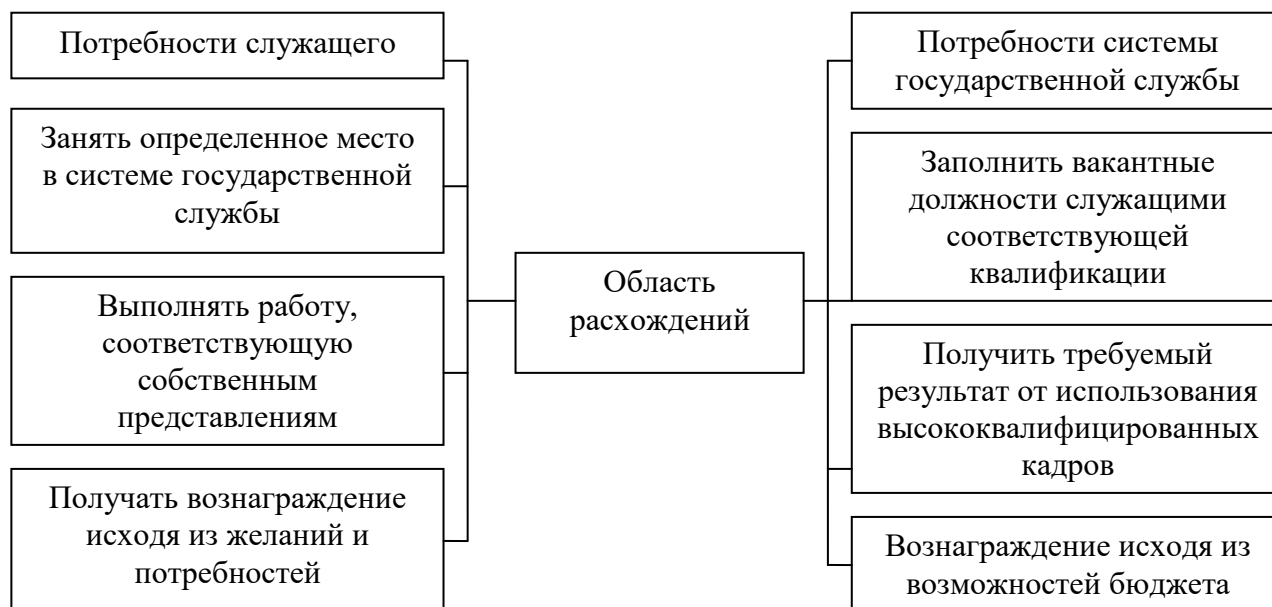 Потребности служащего
Занять определенное место
в системе государственной
службы
Выполнять работу,
соответствующую
собственным
представлениям
Получать вознаграждение
исходя из желаний и
потребностей
Область
расхождений
Потребности системы
государственной службы
Заполнить вакантные
должности служащими
соответствующей
квалификации
Получить требуемый
результат от использования
высококвалифицированных
кадров
Вознаграждение исходя из
возможностей бюджета